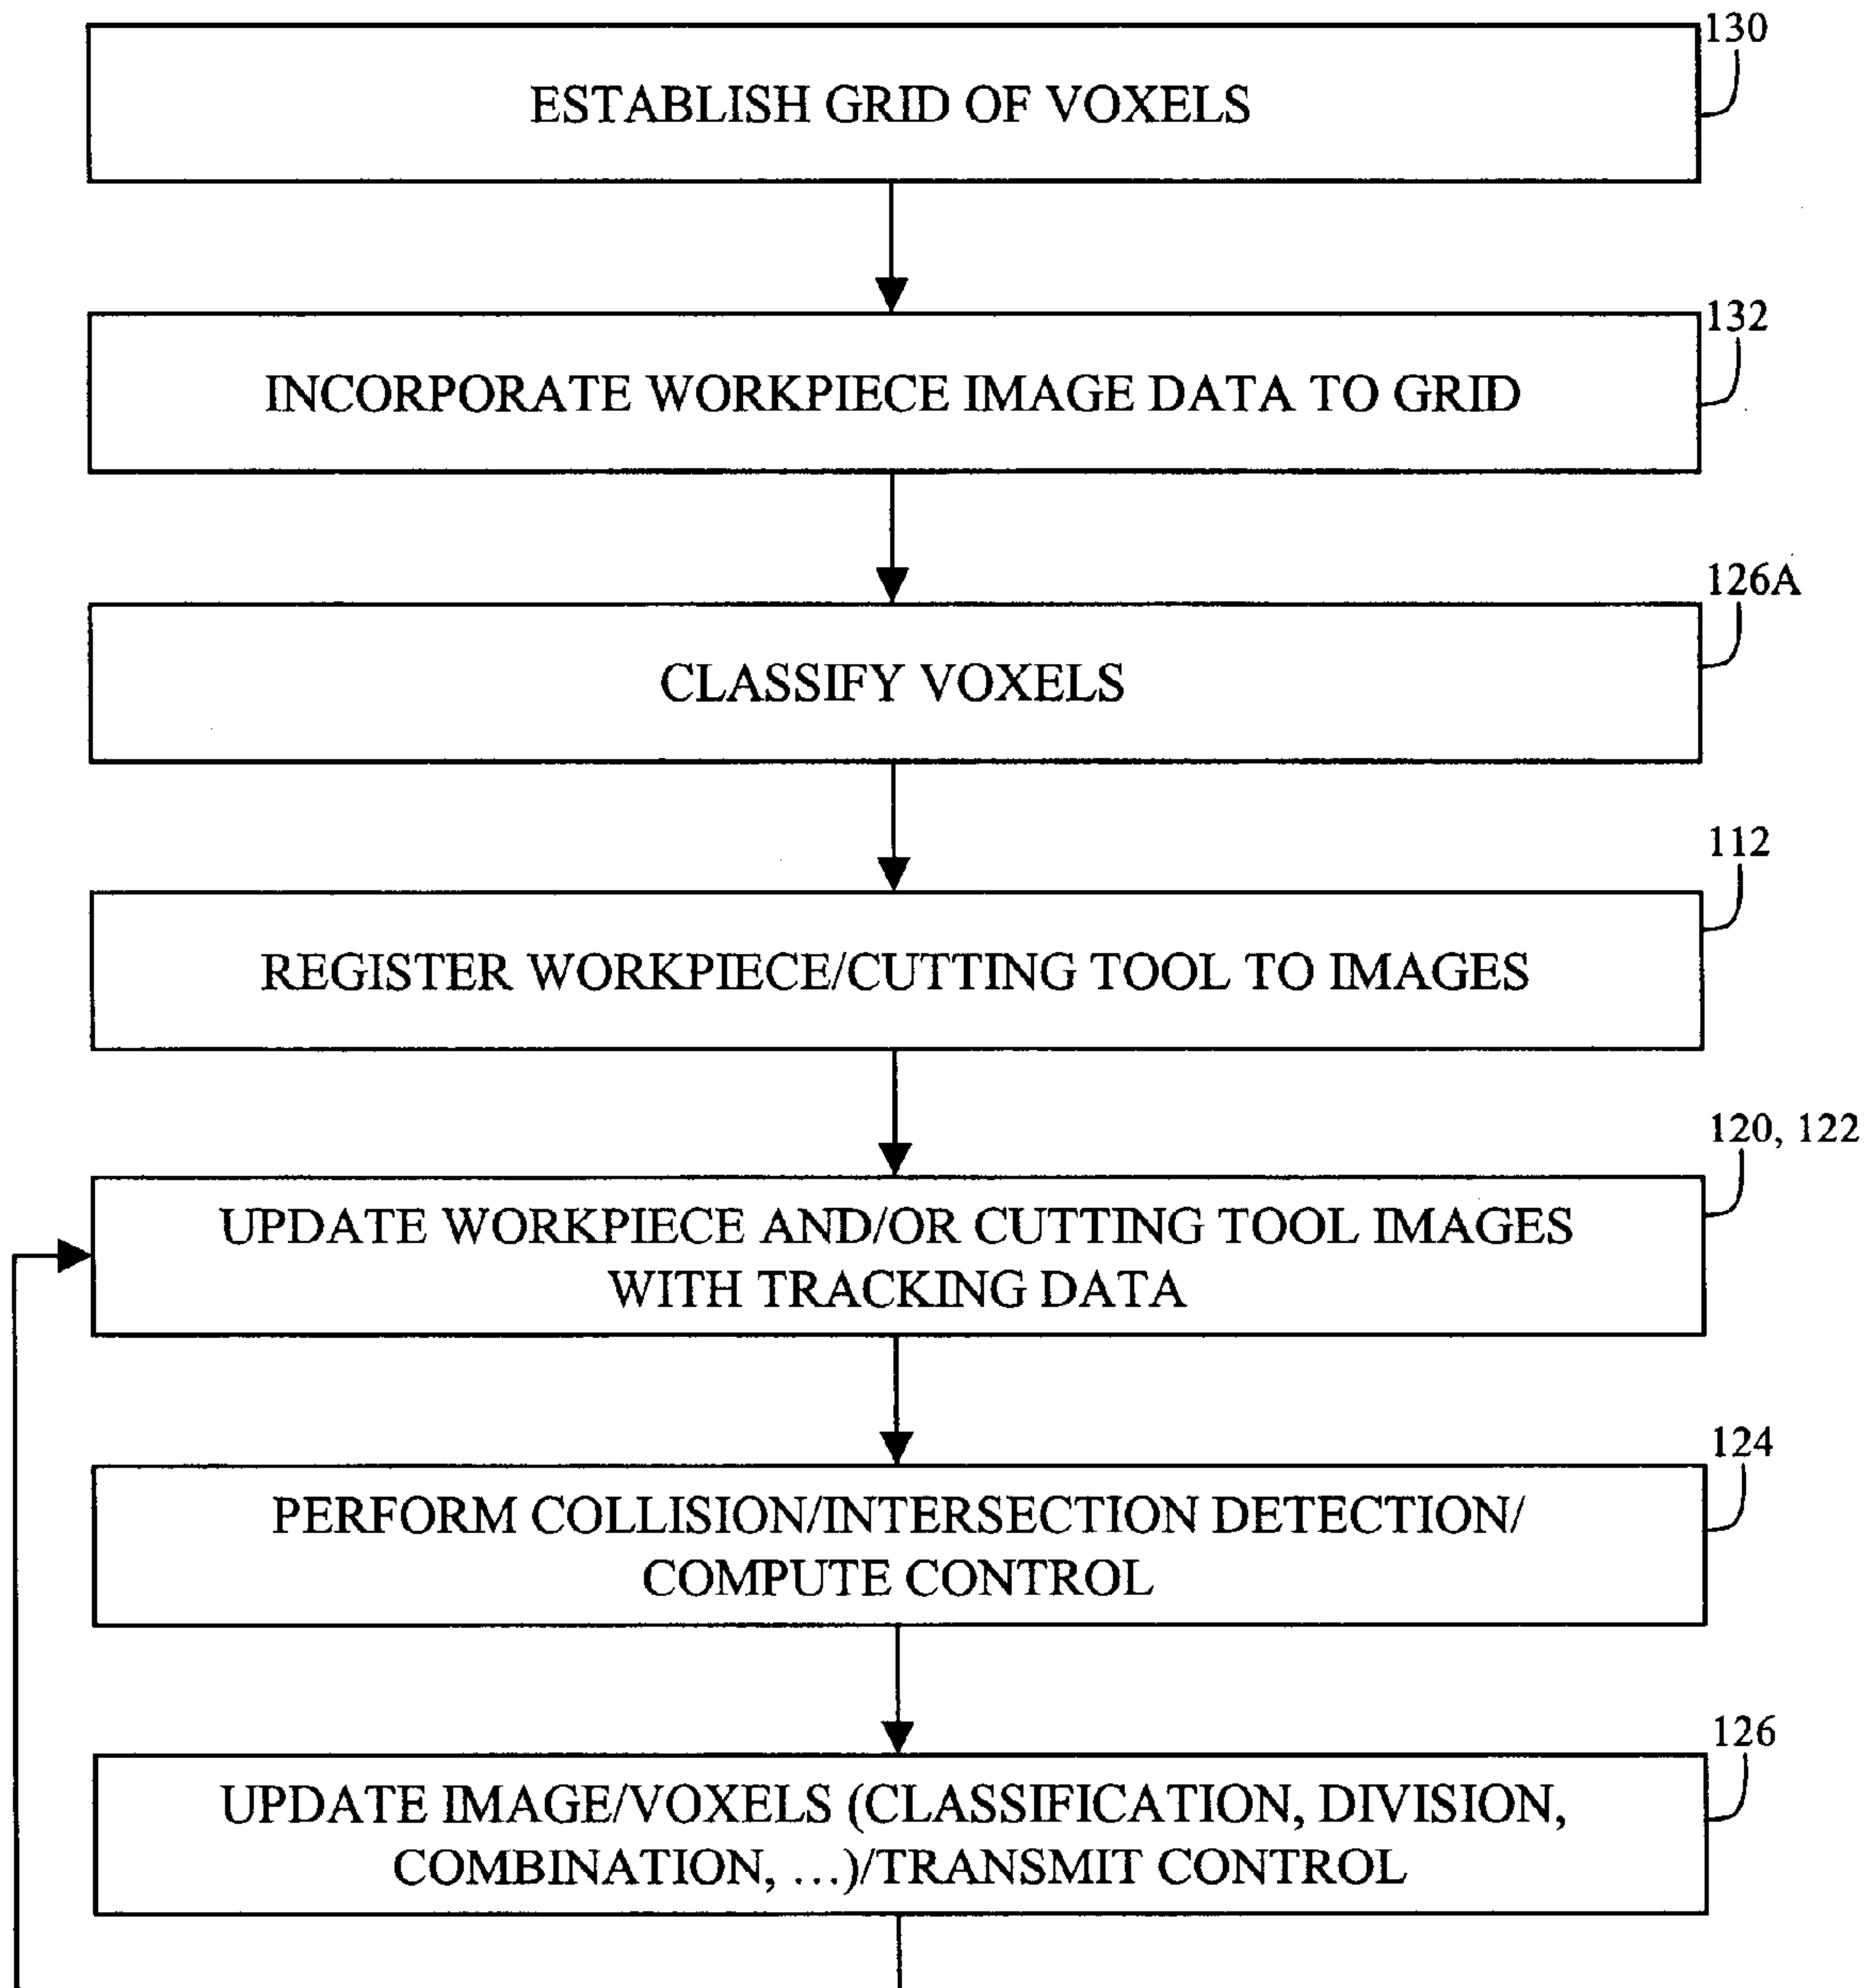 130
ESTABLISH GRID OF VOXELS
132
INCORPORATE WORKPIECE IMAGE DATA TO GRID
126A
CLASSIFY VOXELS
112
REGISTER WORKPIECE/CUTTING TOOL TO IMAGES
120, 122
UPDATE WORKPIECE AND/OR CUTTING TOOL IMAGES
WITH TRACKING DATA
124
PERFORM COLLISION/INTERSECTION DETECTION/
COMPUTE CONTROL
126
UPDATE IMAGE/VOXELS (CLASSIFICATION, DIVISION,
COMBINATION, ...)/TRANSMIT CONTROL